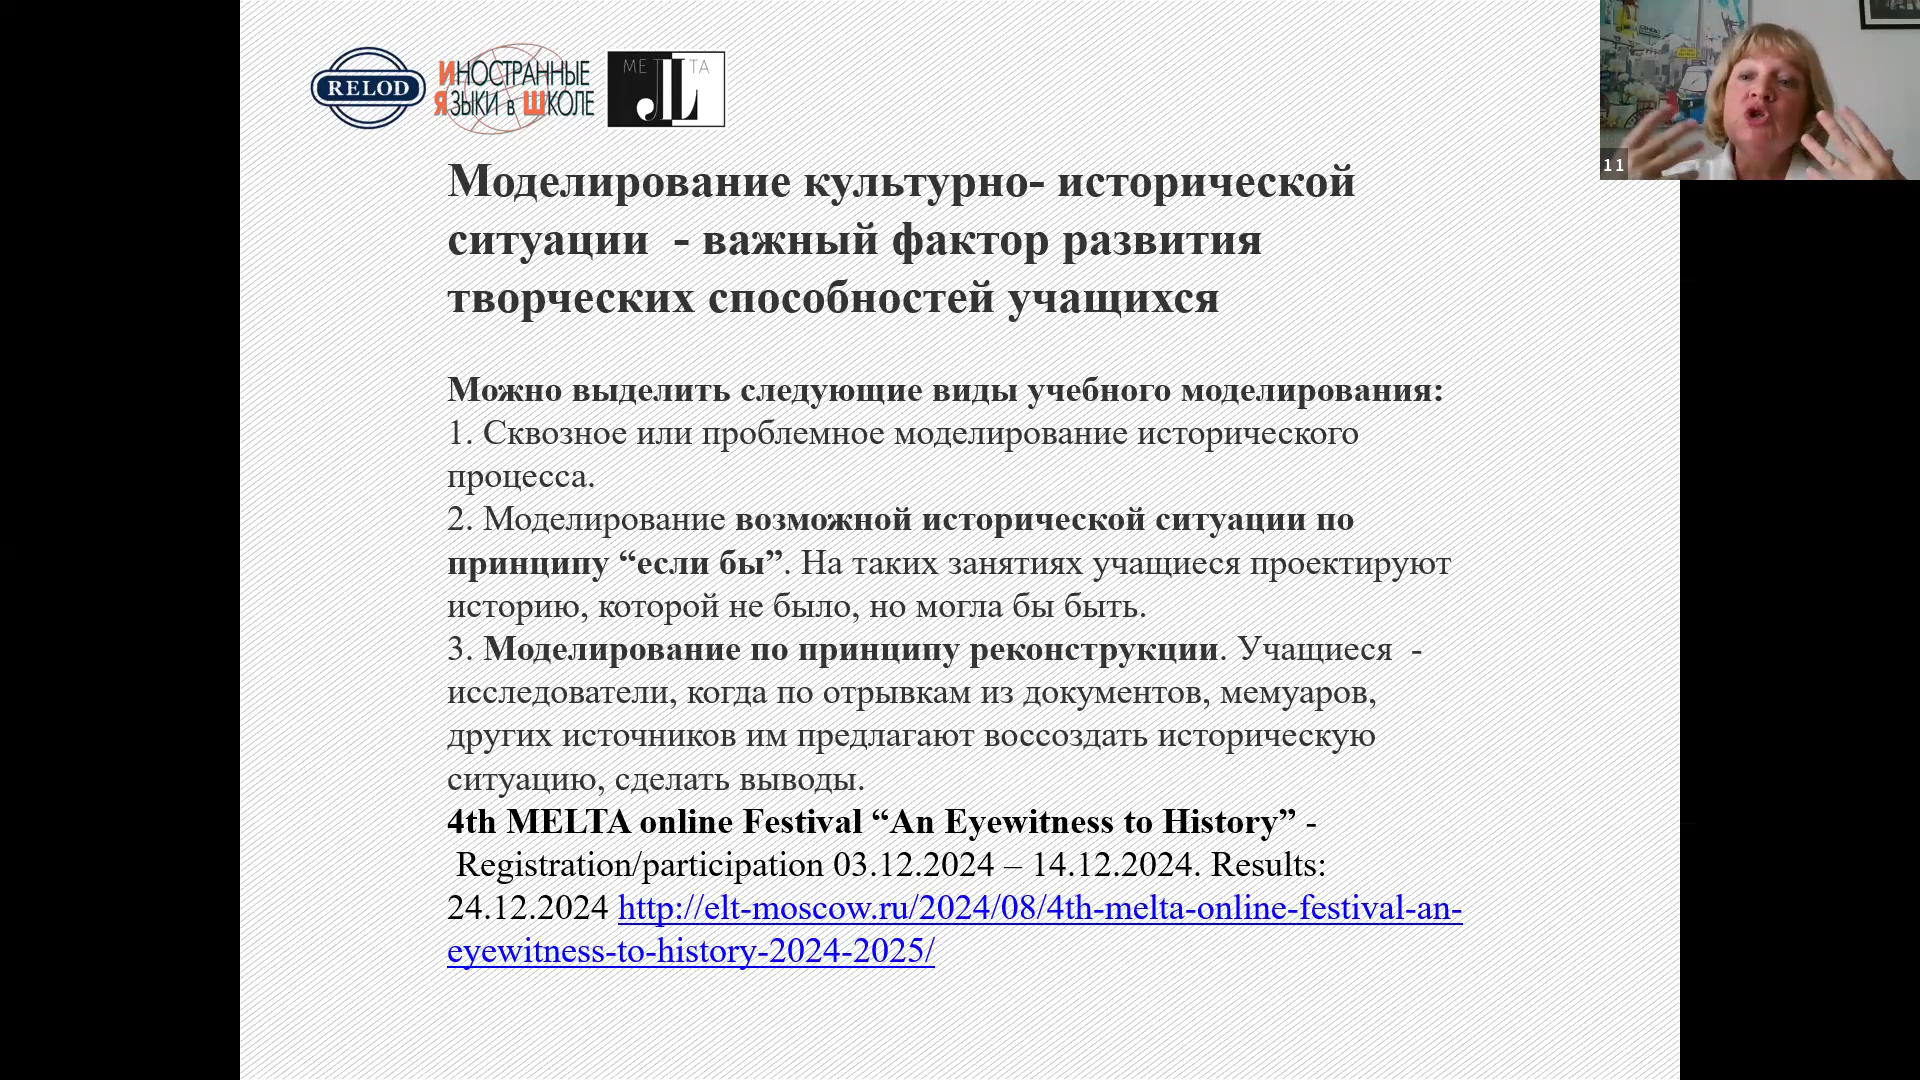 RELOD
ИНОСТРАННЫЕ
ЯЗЫКИ в ШКОЛЕ
ME TA
JL
11
Моделирование культурно- исторической
ситуации - важный фактор развития
творческих способностей учащихся
Можно выделить следующие виды учебного моделирования:
1. Сквозное или проблемное моделирование исторического
процесса.
2. Моделирование возможной исторической ситуации по
принципу “если бы”. На таких занятиях учащиеся проектируют
историю, которой не было, но могла бы быть.
3. Моделирование по принципу реконструкции. Учащиеся -
исследователи, когда по отрывкам из документов, мемуаров,
других источников им предлагают воссоздать историческую
ситуацию, сделать выводы.
4th MELTA online Festival “An Eyewitness to History” -
Registration/participation 03.12.2024 – 14.12.2024. Results:
24.12.2024 http://elt-moscow.ru/2024/08/4th-melta-online-festival-an-
eyewitness-to-history-2024-2025/